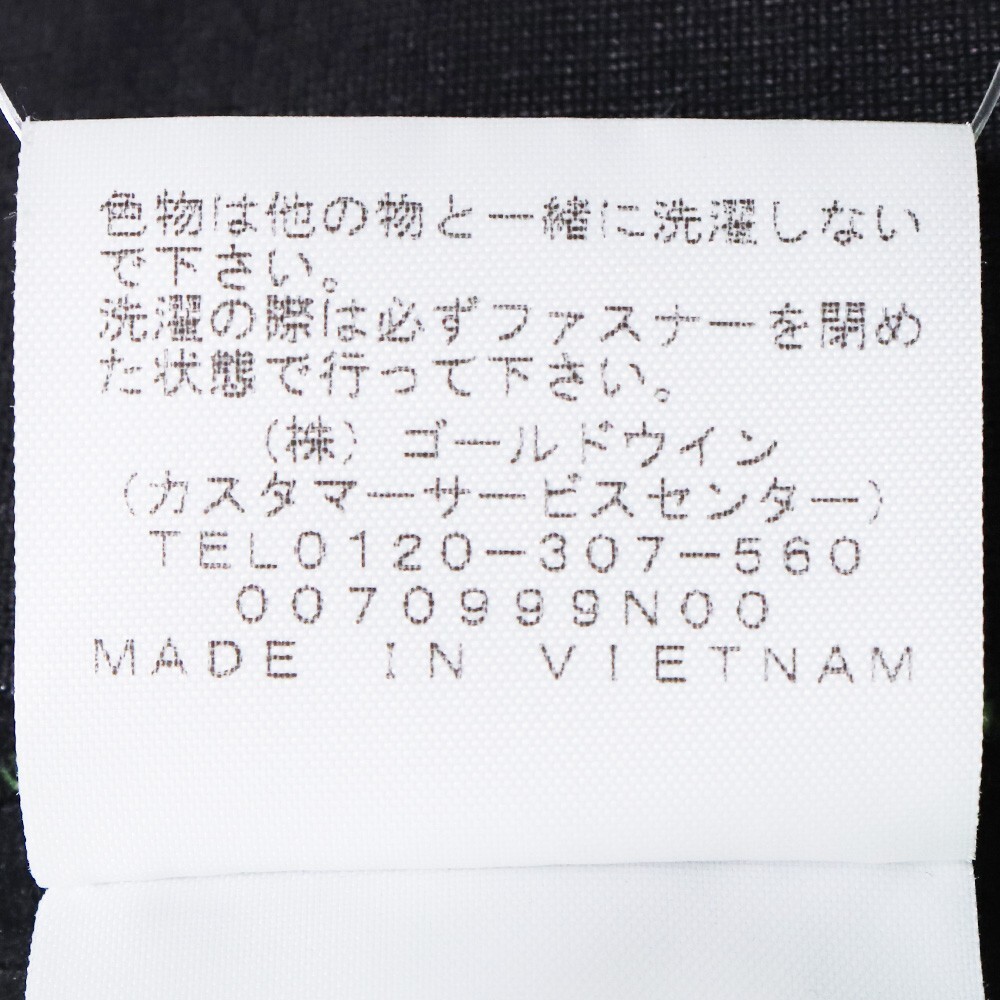 色物は他の物と一緒に洗濯しない
で下さい。
洗濯の際は必ずファスナーを閉め
た状態で行って下さい。
(株) ゴールドウイン
(カスタマーサービスセンター)
TEL0120-307-560
0070999N00
MADE IN VIETNAM